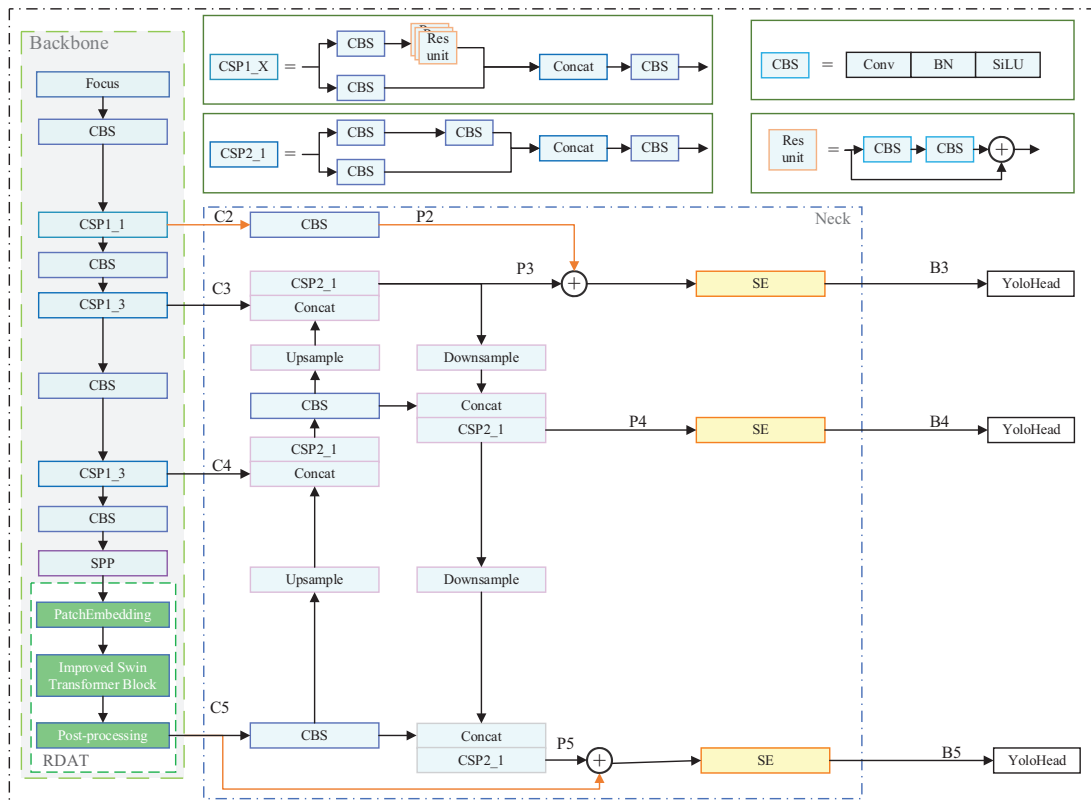 Backbone
Focus
CBS
CSP1_1
CBS
CSP1_3
CBS
CSP1_3
CBS
SPP
PatchEmbedding
Improved Swin
Transformer Block
Post-processing
RDAT
CSP1_X
=
CBS
Res
unit
CBS
Concat
CBS
CSP2_1
=
CBS
CBS
CBS
Concat
CBS
CBS
=
Conv
BN
SiLU
Res
unit
=
CBS
CBS
+
Neck
C2
CBS
P2
C3
CSP2_1
Concat
P3
+
SE
B3
YoloHead
Upsample
Downsample
CBS
Concat
CSP2_1
P4
SE
B4
YoloHead
C4
CSP2_1
Concat
Upsample
Downsample
C5
CBS
Concat
CSP2_1
P5
+
SE
B5
YoloHead